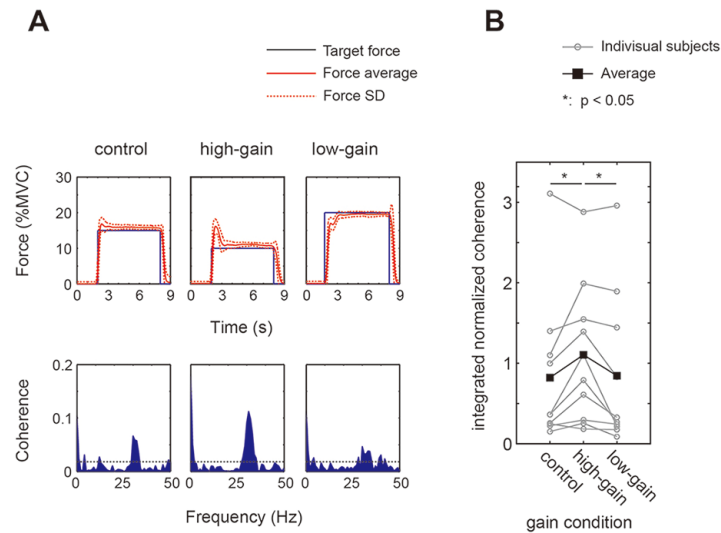 A
Target force
Force average
Force SD
control high-gain low-gain
Force (%MVC)
30
20
10
0
0 3 6 9 0 3 6 9 0 3 6 9
Time (s)
Coherence
0.2
0.1
0
0 25 50 0 25 50 0 25 50
Frequency (Hz)
B
Indivisual subjects
Average
*: p < 0.05
integrated normalized coherence
* *
3
2
1
0
control high-gain low-gain
gain condition